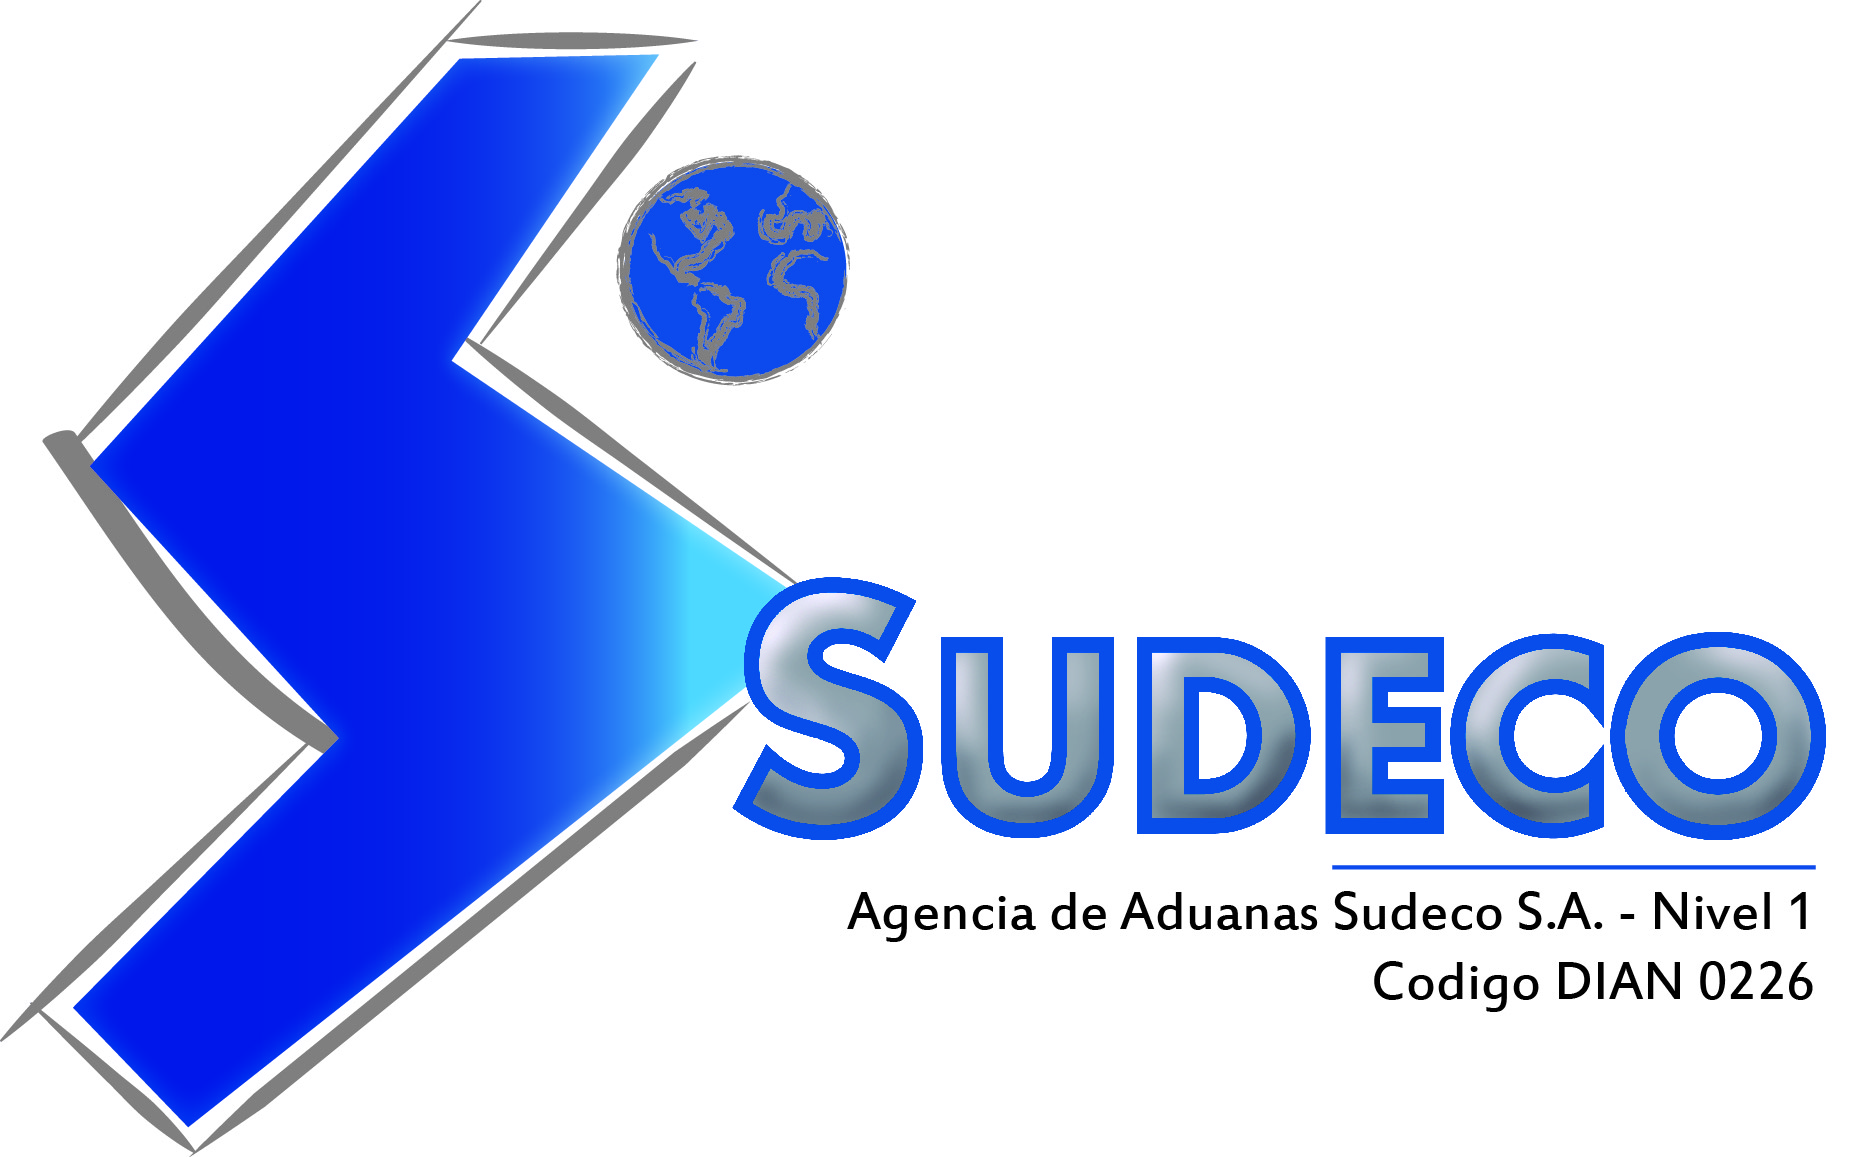 SUDECO
Agencia de Aduanas Sudeco S.A. - Nivel 1
Codigo DIAN 0226